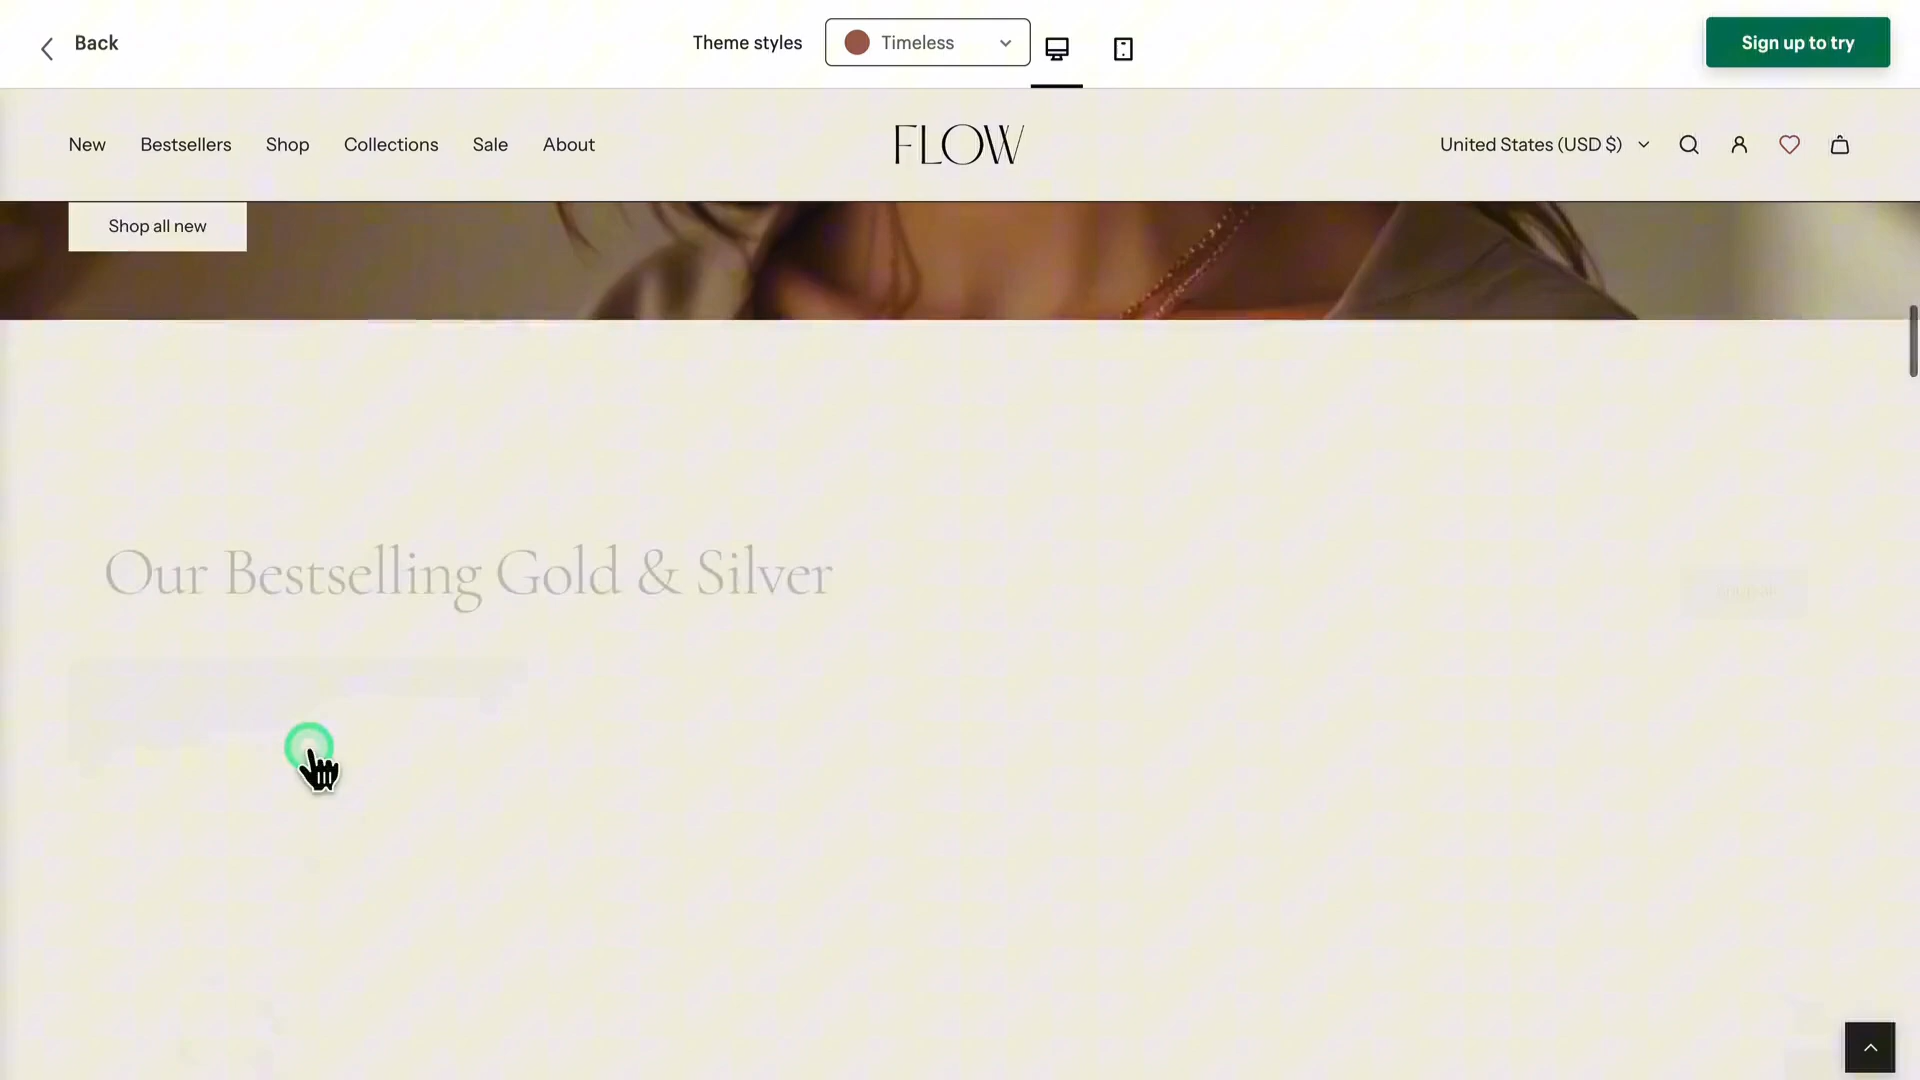 Back
Theme styles
Timeless
Sign up to try
New
Bestsellers
Shop
Collections
Sale
About
FLOW
United States (USD $)
Shop all new
Our Bestselling Gold & Silver